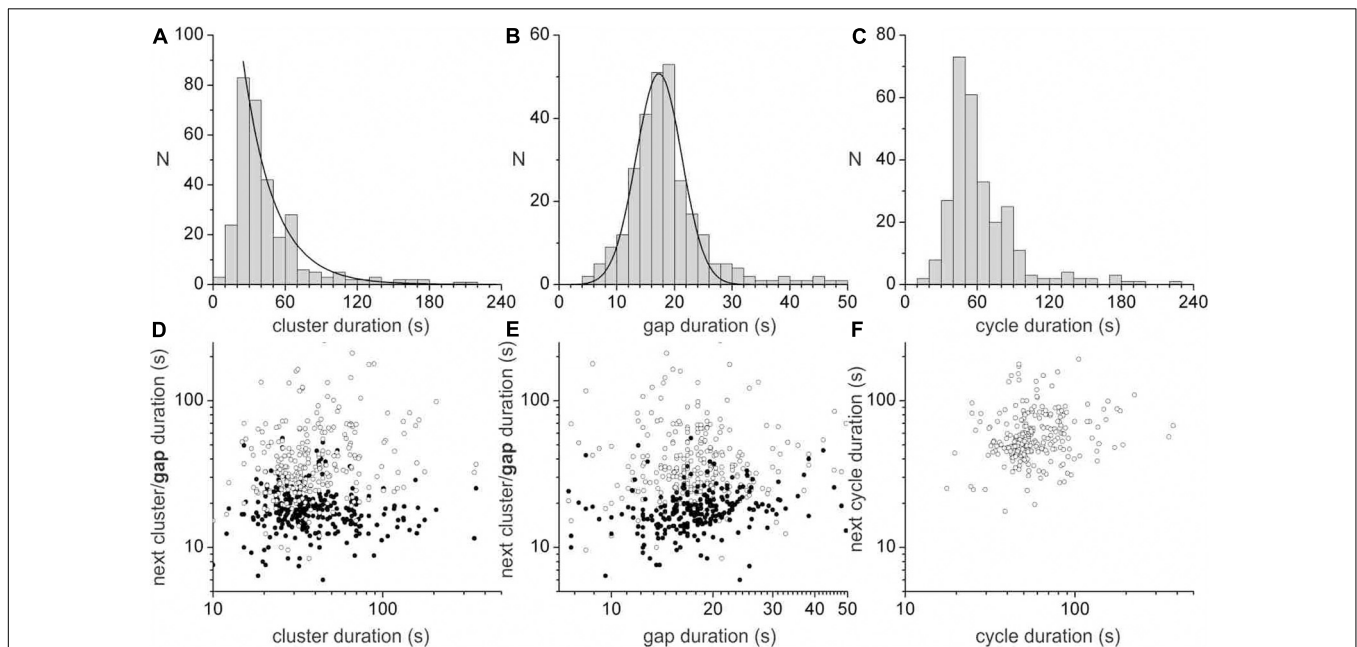 A
B
C
100
80
60
40
20
0
N
0 60 120 180 240
cluster duration (s)
60
40
20
0
N
0 10 20 30 40 50
gap duration (s)
80
60
40
20
0
N
0 60 120 180 240
cycle duration (s)
D
E
F
next cluster/gap duration (s)
100
10
10 100
cluster duration (s)
next cluster/gap duration (s)
100
10
10 20 30 40 50
gap duration (s)
next cycle duration (s)
100
10
10 100
cycle duration (s)